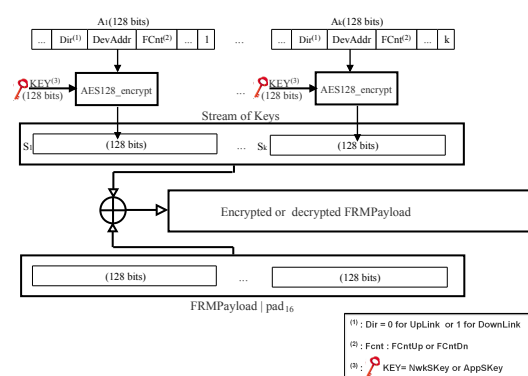 A1(128 bits) Ak(128 bits)
... Dir(1) DevAddr FCnt(2) ... 1 ... ... Dir(1) DevAddr FCnt(2) ... k
KEY(3) (128 bits) AES128_encrypt ... KEY(3) (128 bits) AES128_encrypt
Stream of Keys
S1 (128 bits) ... Sk (128 bits)
Encrypted or decrypted FRMPayload
(128 bits) ... (128 bits)
FRMPayload | pad16
(1) : Dir = 0 for UpLink or 1 for DownLink
(2) : Fcnt : FCntUp or FCntDn
(3) : KEY= NwkSKey or AppSKey